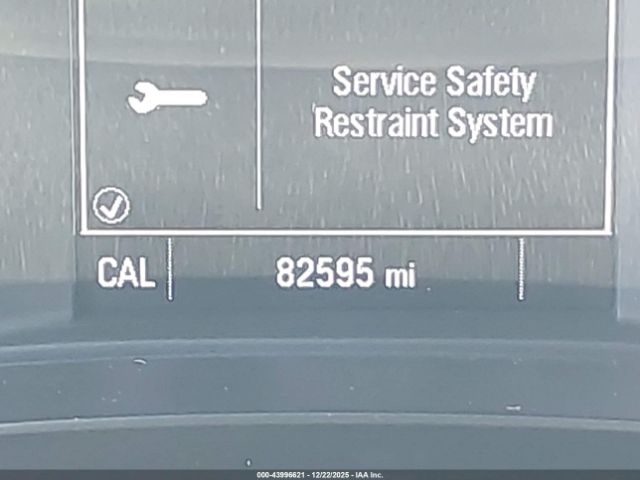 Service Safety
Restraint System
CAL 82595 mi
000-43996621 - 12/22/2025 - IAA Inc.